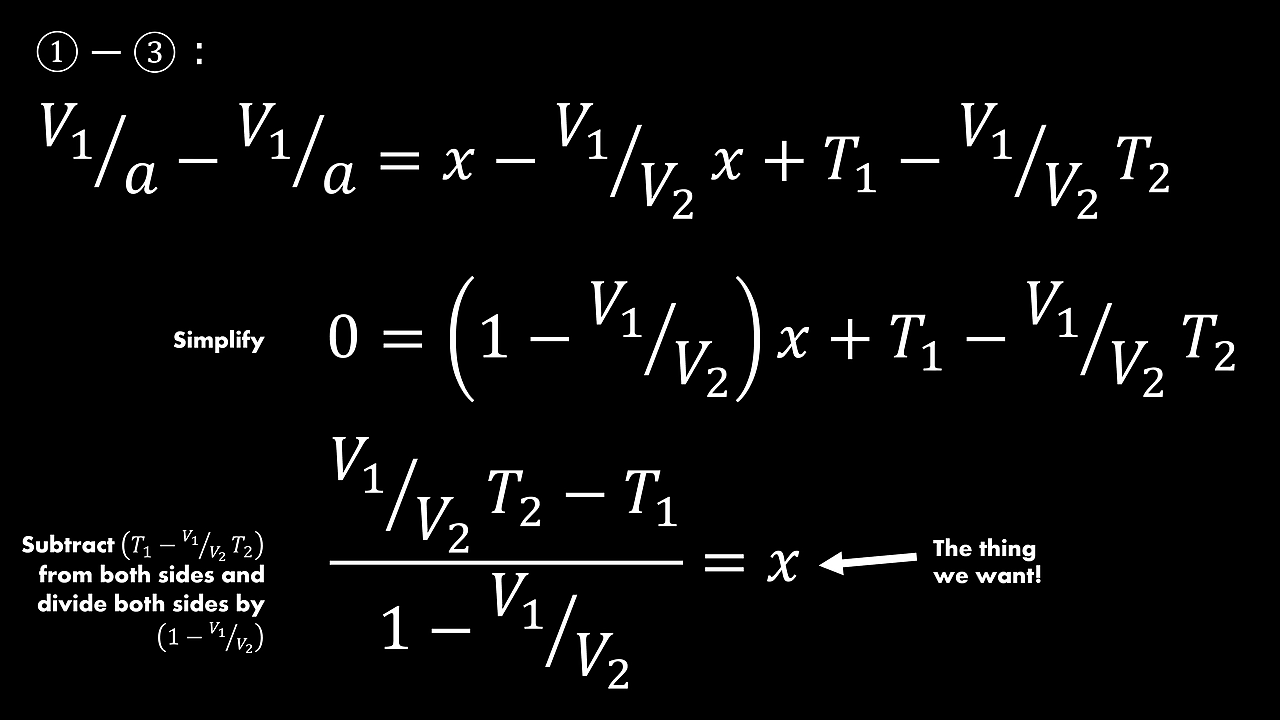 ① − ③ :
V₁/a − V₁/a = x − V₁/V₂ x + T₁ − V₁/V₂ T₂
Simplify
0 = (1 − V₁/V₂) x + T₁ − V₁/V₂ T₂
Subtract (T₁ − V₁/V₂ T₂)
from both sides and
divide both sides by
(1 − V₁/V₂)
V₁/V₂ T₂ − T₁
1 − V₁/V₂
= x
The thing
we want!